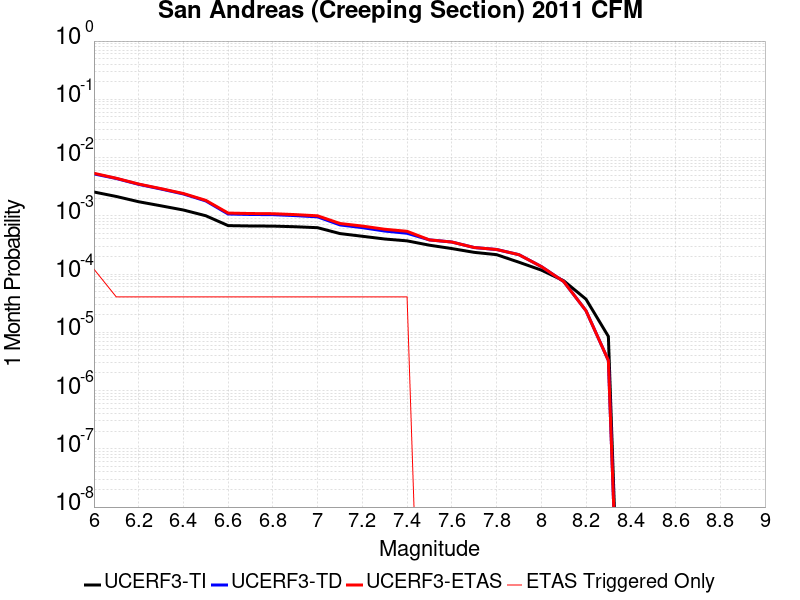 San Andreas (Creeping Section) 2011 CFM
10^0
10^-1
10^-2
10^-3
10^-4
10^-5
10^-6
10^-7
10^-8
1 Month Probability
6 6.2 6.4 6.6 6.8 7 7.2 7.4 7.6 7.8 8 8.2 8.4 8.6 8.8 9
Magnitude
UCERF3-TI UCERF3-TD UCERF3-ETAS ETAS Triggered Only